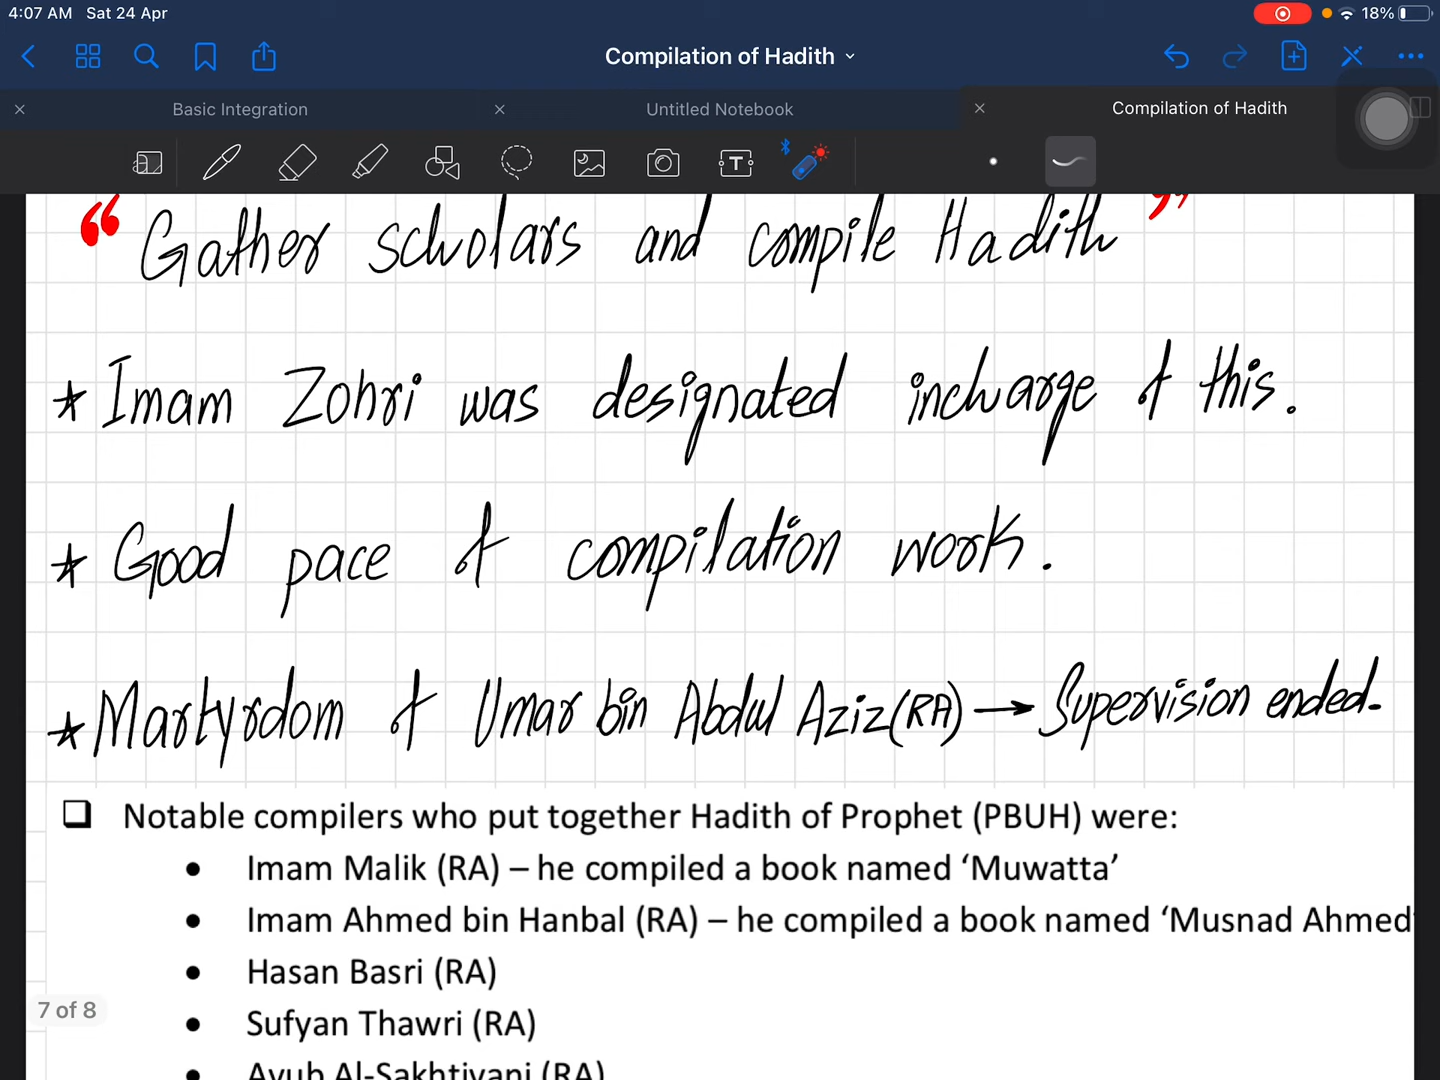 4:07 AM Sat 24 Apr
18%
Compilation of Hadith
Basic Integration
Untitled Notebook
Compilation of Hadith
T
“ Gather scholars and compile Hadith ”
★ Imam Zohri was designated incharge of this.
★ Good pace of compilation work.
★ Martyrdom of Umar bin Abdul Aziz (RA) → Supervision ended.
❑ Notable compilers who put together Hadith of Prophet (PBUH) were:
• Imam Malik (RA) – he compiled a book named ‘Muwatta’
• Imam Ahmed bin Hanbal (RA) – he compiled a book named ‘Musnad Ahmed’
• Hasan Basri (RA)
• Sufyan Thawri (RA)
• Ayub Al-Sakhtiyani (RA)
7 of 8